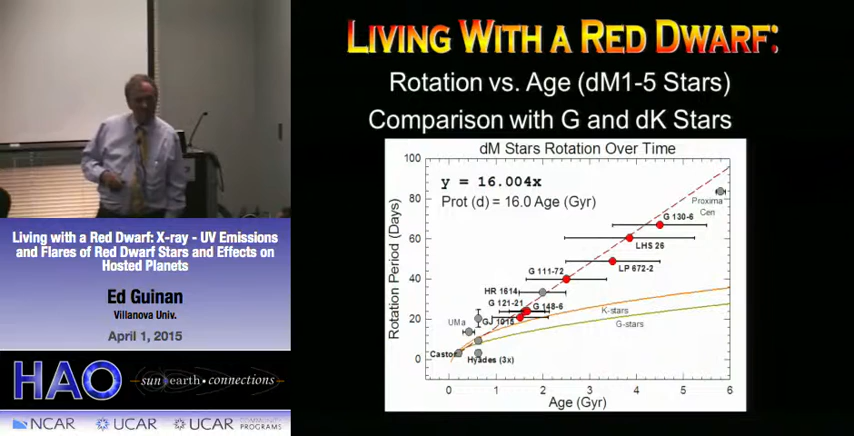 LIVING WITH A RED DWARF:
Rotation vs. Age (dM1-5 Stars)
Comparison with G and dK Stars
dM Stars Rotation Over Time
y = 16.004x
Prot (d) = 16.0 Age (Gyr)
Rotation Period (Days)
100
80
60
40
20
0
Proxima
Cen
G 130-6
LHS 26
LP 672-2
G 111-72
HR 1614
G 121-21
G 148-6
GJ 1015
UMa
Castor
Hyades (3x)
K-stars
G-stars
0 1 2 3 4 5 6
Age (Gyr)
Living with a Red Dwarf: X-ray - UV Emissions
and Flares of Red Dwarf Stars and Effects on
Hosted Planets
Ed Guinan
Villanova Univ.
April 1, 2015
HAO
sun earth connections
NCAR
UCAR
UCAR
COMMUNITY
PROGRAMS